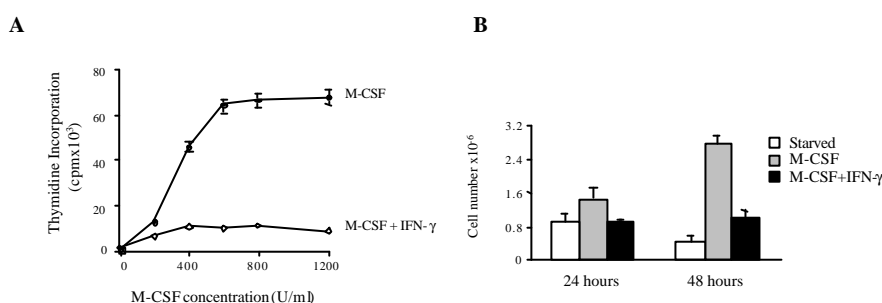 A
B
Thymidine Incorporation
(cpmx10³)
80
60
40
20
0
0
400
800
1200
M-CSF
M-CSF + IFN- γ
M-CSF concentration (U/ml)
Cell number x10⁻⁶
3.2
2.4
1.6
0.8
0
24 hours
48 hours
Starved
M-CSF
M-CSF+IFN-γ